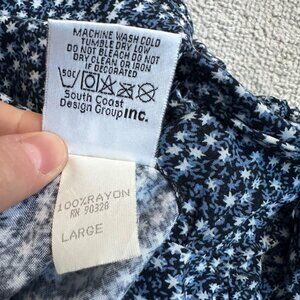 MACHINE WASH COLD
TUMBLE DRY LOW
DO NOT BLEACH DO NOT
DRY CLEAN OR IRON
IF DECORATED
50c
South Coast
Design Group Inc.
100% RAYON
RN 90328
LARGE